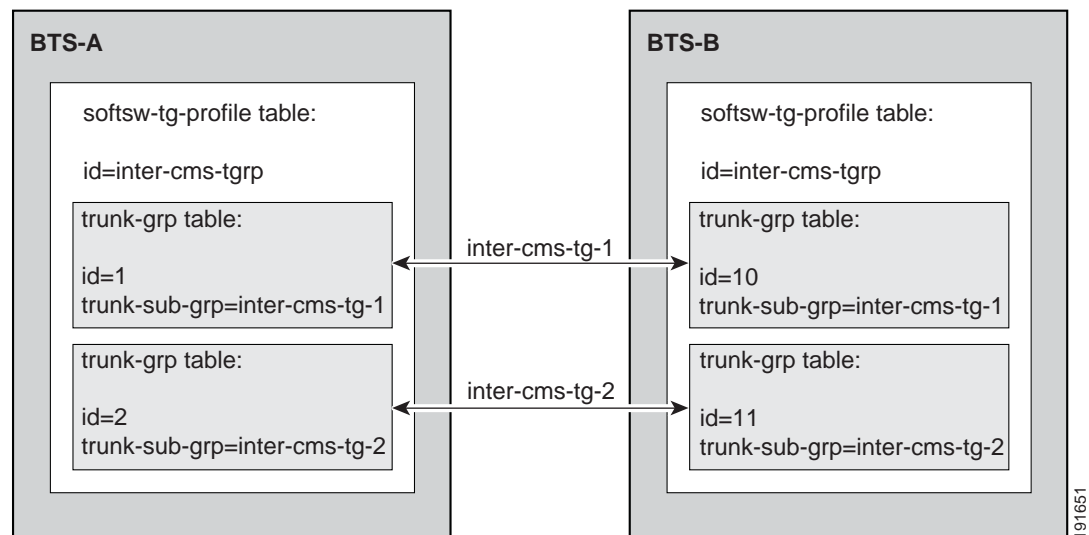 BTS-A
softsw-tg-profile table:
id=inter-cms-tgrp
trunk-grp table:
id=1
trunk-sub-grp=inter-cms-tg-1
trunk-grp table:
id=2
trunk-sub-grp=inter-cms-tg-2
inter-cms-tg-1
inter-cms-tg-2
BTS-B
softsw-tg-profile table:
id=inter-cms-tgrp
trunk-grp table:
id=10
trunk-sub-grp=inter-cms-tg-1
trunk-grp table:
id=11
trunk-sub-grp=inter-cms-tg-2
191651